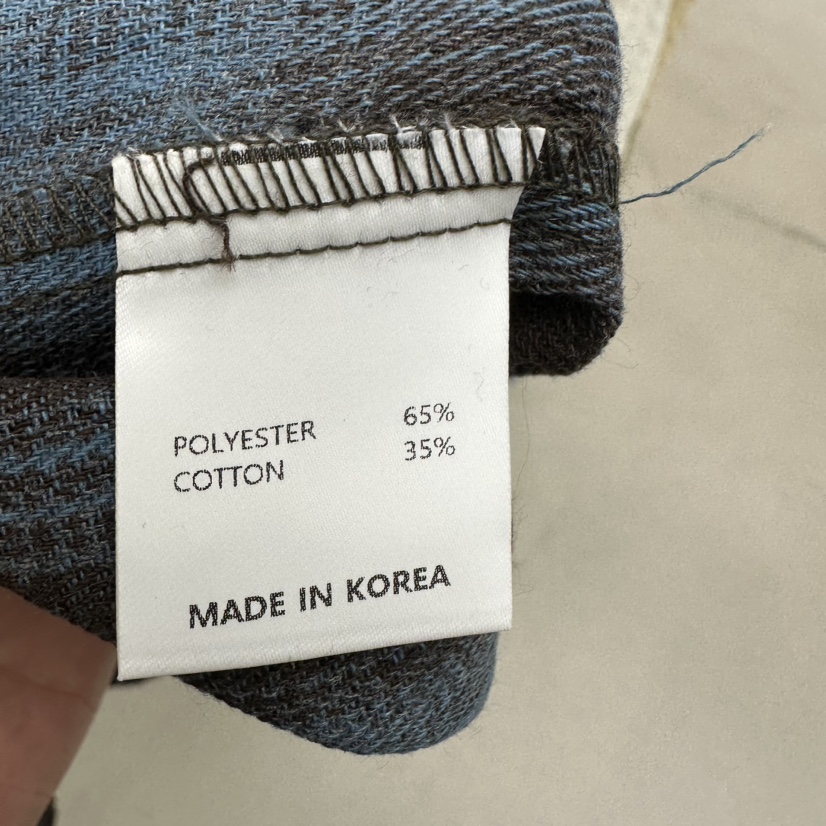 POLYESTER 65%
COTTON 35%
MADE IN KOREA